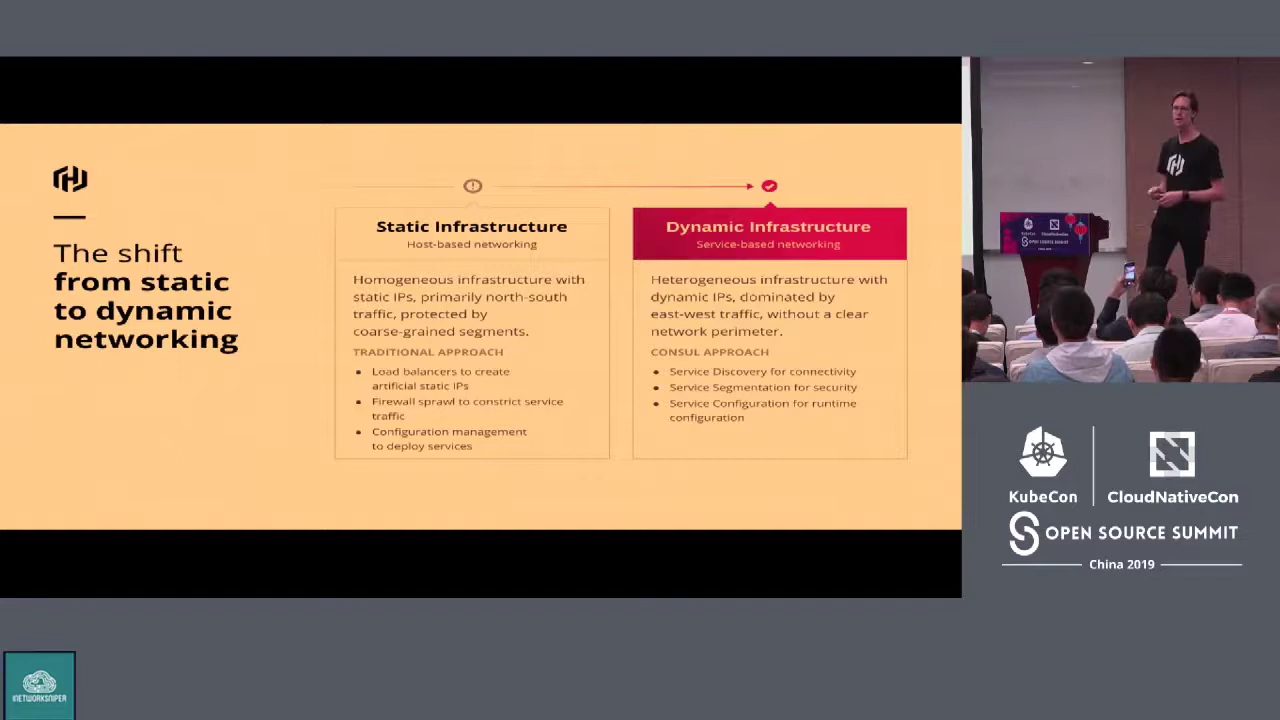 The shift
from static
to dynamic
networking
Static Infrastructure
Host-based networking
Homogeneous infrastructure with
static IPs, primarily north-south
traffic, protected by
coarse-grained segments.
TRADITIONAL APPROACH
• Load balancers to create
artificial static IPs
• Firewall sprawl to constrict service
traffic
• Configuration management
to deploy services
Dynamic Infrastructure
Service-based networking
Heterogeneous infrastructure with
dynamic IPs, dominated by
east-west traffic, without a clear
network perimeter.
CONSUL APPROACH
• Service Discovery for connectivity
• Service Segmentation for security
• Service Configuration for runtime
configuration
OPEN SOURCE SUMMIT
KubeCon
CloudNativeCon
OPEN SOURCE SUMMIT
China 2019
INETWORKSNIPER